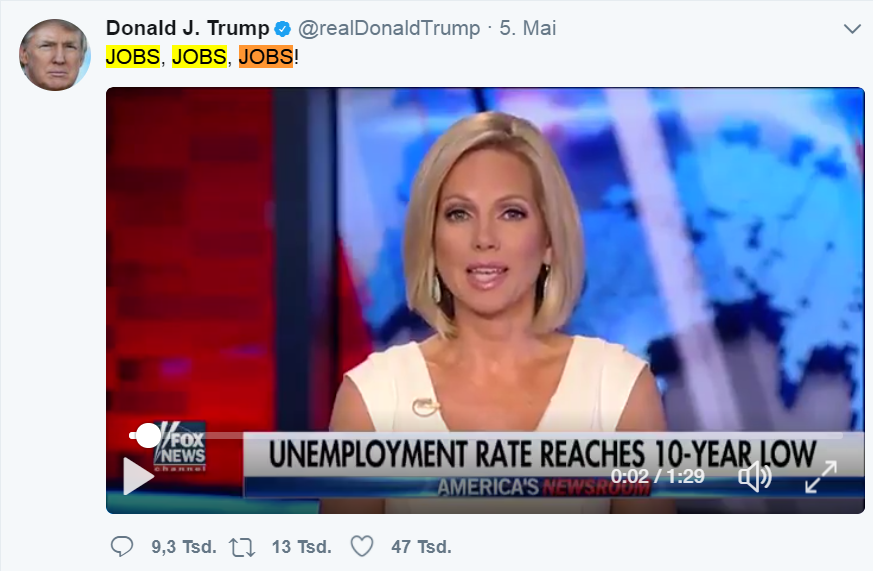 Donald J. Trump @realDonaldTrump · 5. Mai
JOBS, JOBS, JOBS!
FOX
NEWS
channel
UNEMPLOYMENT RATE REACHES 10-YEAR LOW
AMERICA'S NEWSROOM
0:02 / 1:29
9,3 Tsd. 13 Tsd. 47 Tsd.